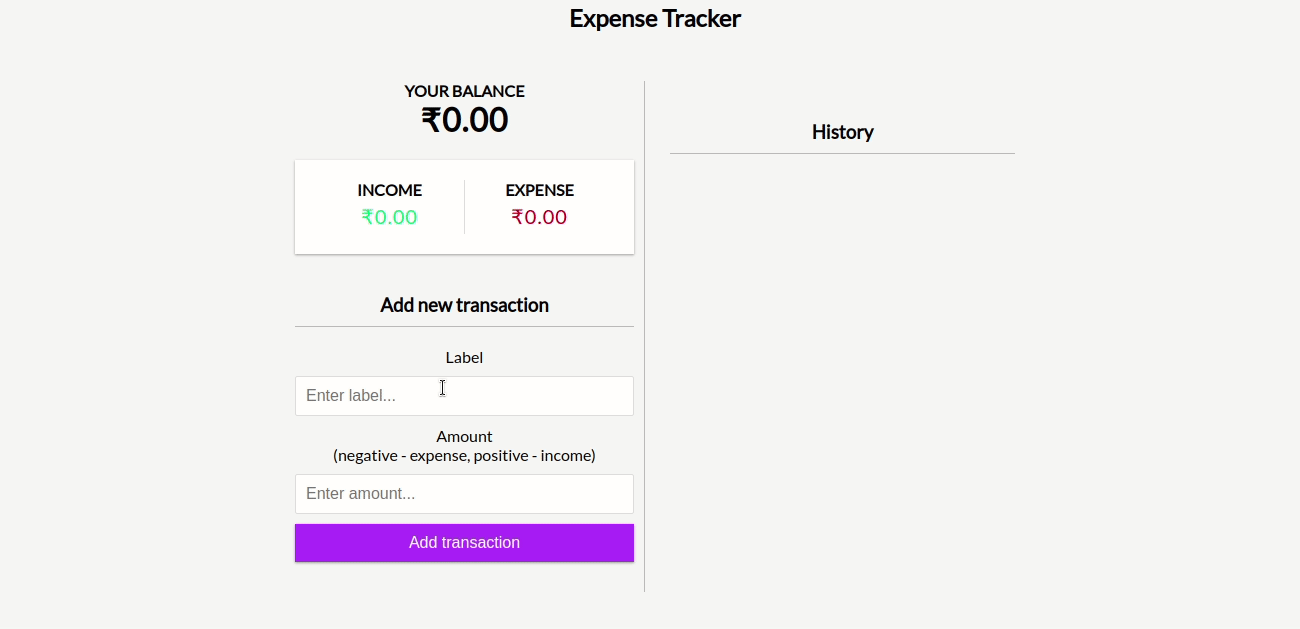 Expense Tracker
YOUR BALANCE
₹0.00
INCOME
₹0.00
EXPENSE
₹0.00
Add new transaction
Label
Enter label...
Amount
(negative - expense, positive - income)
Enter amount...
Add transaction
History